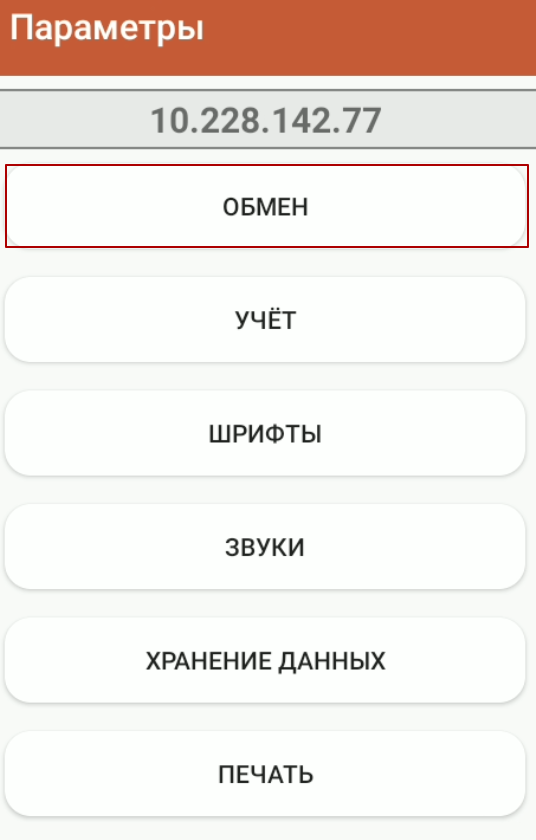 Параметры
10.228.142.77
ОБМЕН
УЧЁТ
ШРИФТЫ
ЗВУКИ
ХРАНЕНИЕ ДАННЫХ
ПЕЧАТЬ